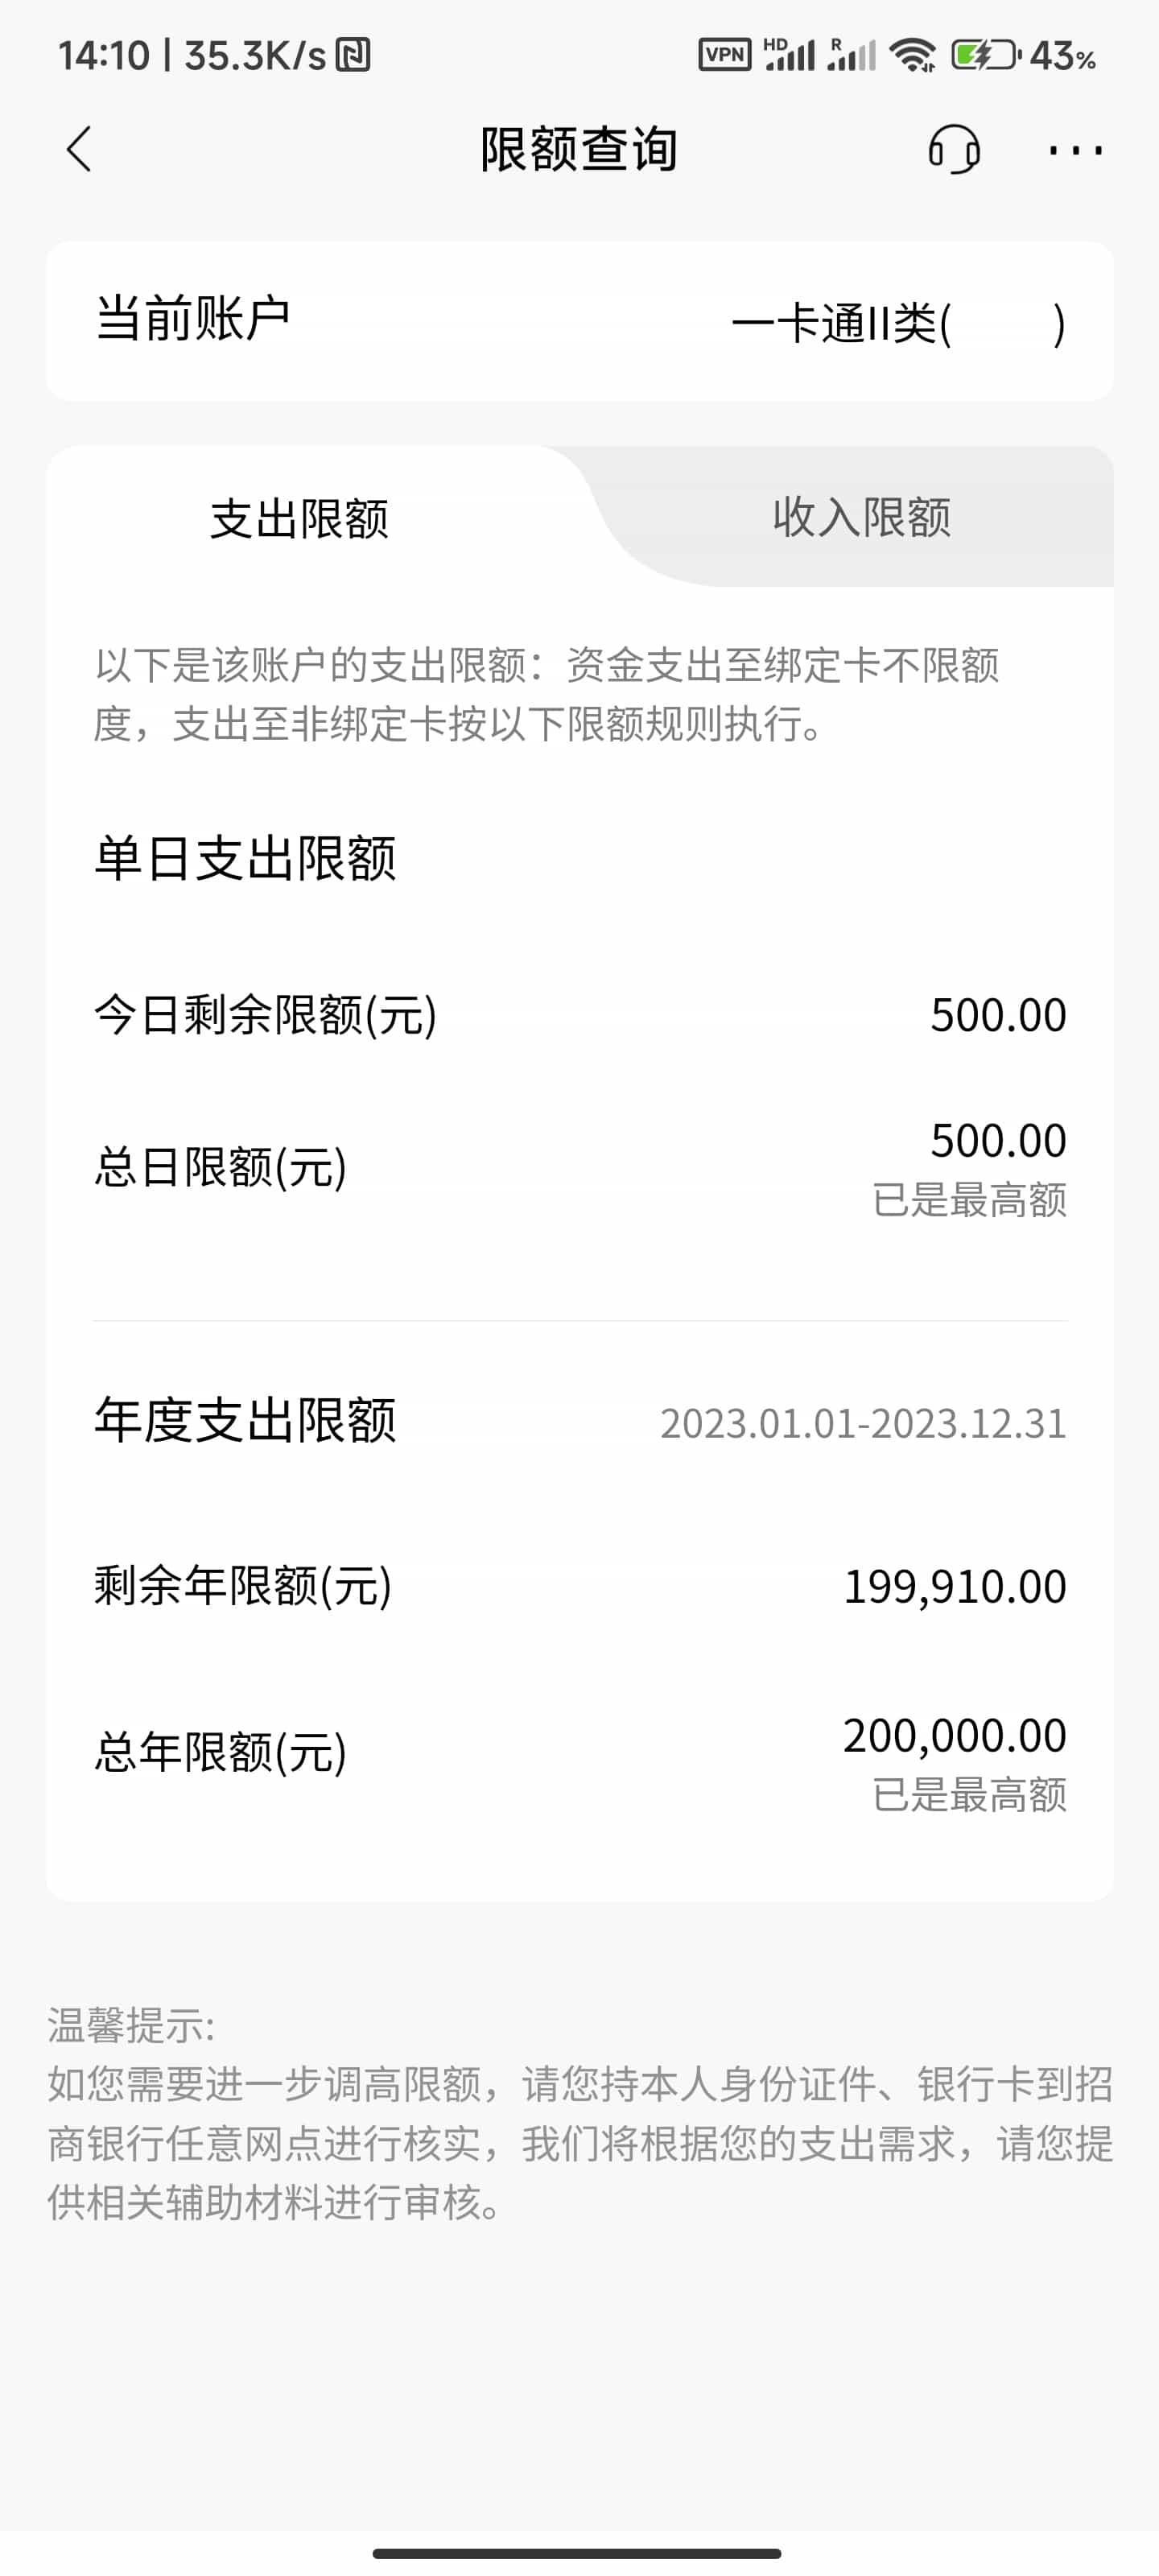 14:10 | 35.3K/s
VPN HD R 43%
限额查询
当前账户 一卡通II类( )
支出限额 收入限额
以下是该账户的支出限额：资金支出至绑定卡不限额
度，支出至非绑定卡按以下限额规则执行。
单日支出限额
今日剩余限额(元) 500.00
总日限额(元) 500.00
已是最高额
年度支出限额 2023.01.01-2023.12.31
剩余年限额(元) 199,910.00
总年限额(元) 200,000.00
已是最高额
温馨提示:
如您需要进一步调高限额，请您持本人身份证件、银行卡到招
商银行任意网点进行核实，我们将根据您的支出需求，请您提
供相关辅助材料进行审核。